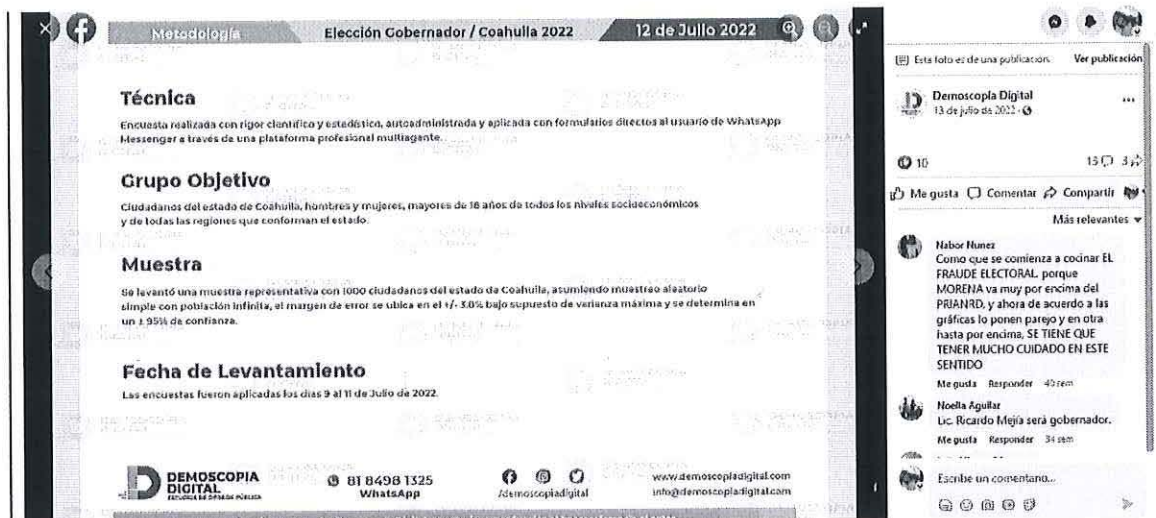 Metodología
Elección Gobernador / Coahuila 2022
12 de Julio 2022
Técnica
Encuesta realizada con rigor científico y estadístico, autoadministrada y aplicada con formularios directos al usuario de WhatsApp
Messenger a través de una plataforma profesional multiagente.
Grupo Objetivo
Ciudadanos del estado de Coahuila, hombres y mujeres, mayores de 18 años de todos los niveles socioeconómicos
y de todas las regiones que conforman el estado.
Muestra
Se levantó una muestra representativa con 1000 ciudadanos del estado de Coahuila, asumiendo muestreo aleatorio
simple con población infinita, el margen de error se ubica en el +/- 3.0% bajo supuesto de varianza máxima y se determina en
un ± 95% de confianza.
Fecha de Levantamiento
Las encuestas fueron aplicadas los días 9 al 11 de Julio de 2022.
DEMOSCOPIA
DIGITAL
81 8498 1325
WhatsApp
/demoscopiadigital
www.demoscopiadigital.com
info@demoscopiadigital.com
Esta foto es de una publicación.
Ver publicación
Demoscopia Digital
13 de julio de 2022
10
Me gusta
Comentar
Compartir
Más relevantes
Nabor Nunez
Como que se comienza a cocinar EL
FRAUDE ELECTORAL. porque
MORENA va muy por encima del
PRIANRD, y ahora de acuerdo a las
gráficas lo ponen parejo y en otra
hasta por encima, SE TIENE QUE
TENER MUCHO CUIDADO EN ESTE
SENTIDO
Me gusta Responder 40 sem
Noelia Aguilar
Lic. Ricardo Mejía será gobernador.
Me gusta Responder 34 sem
Escribe un comentario...